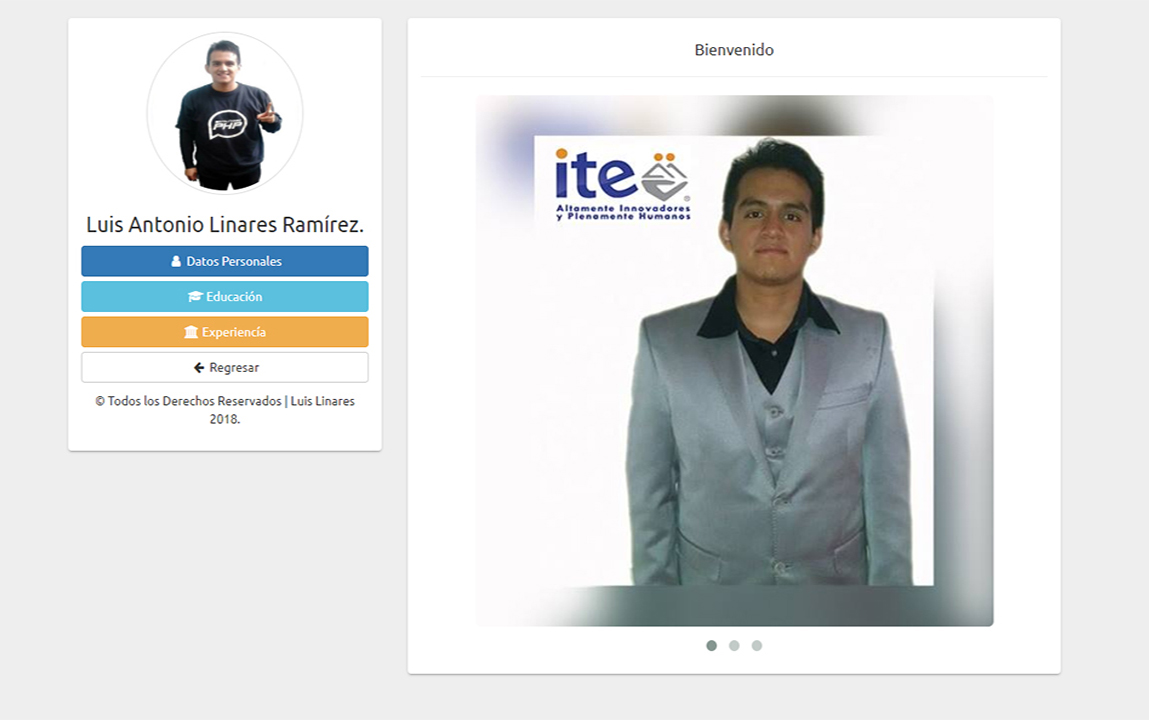 PHP
Luis Antonio Linares Ramírez.
Datos Personales
Educación
Experiencía
Regresar
© Todos los Derechos Reservados | Luis Linares
2018.
Bienvenido
ite
®
Altamente Innovadores
y Plenamente Humanos